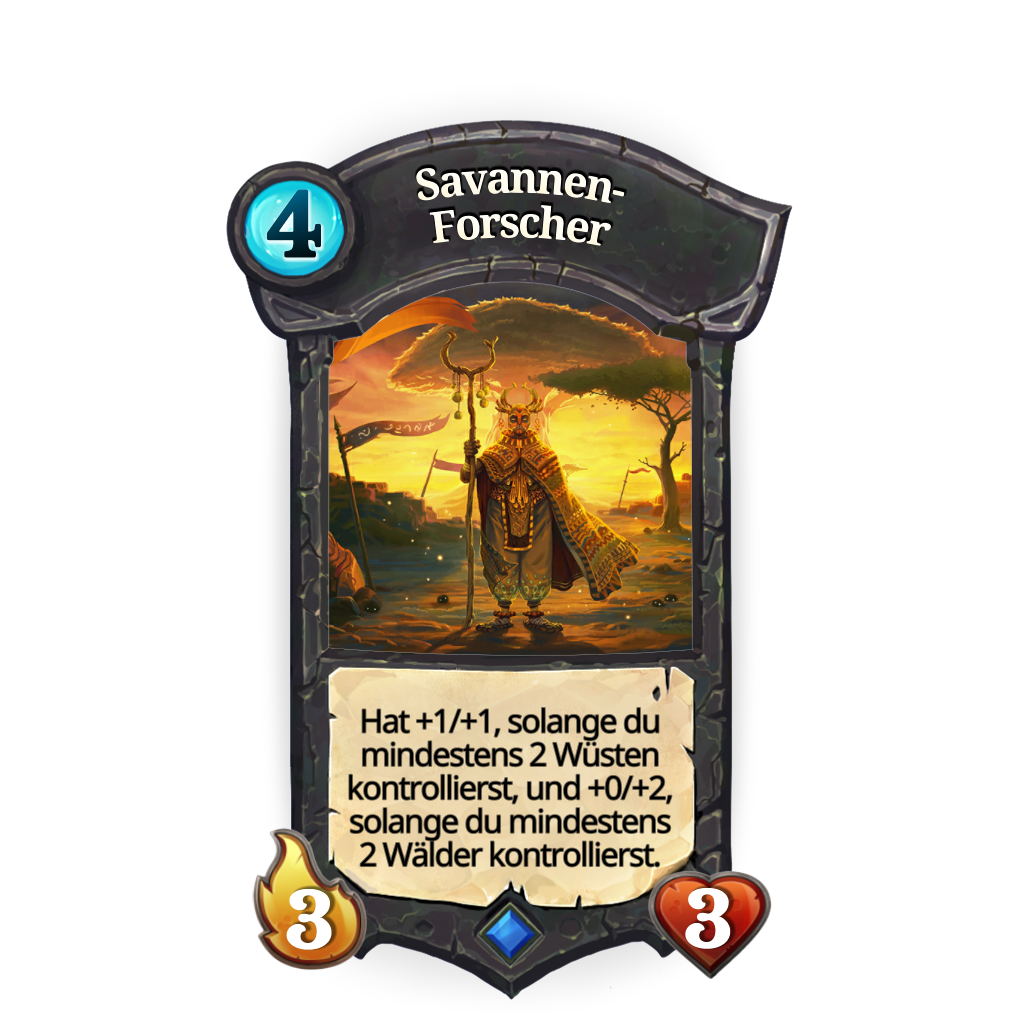 4
Savannen-
Forscher
Hat +1/+1, solange du
mindestens 2 Wüsten
kontrollierst, und +0/+2,
solange du mindestens
2 Wälder kontrollierst.
3
3